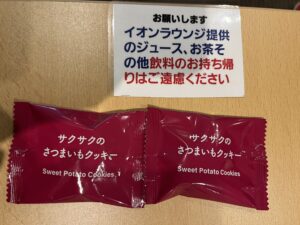 お願いします
イオンラウンジ提供
のジュース、お茶そ
の他飲料のお持ち帰
りはご遠慮ください
サクサクの
さつまいもクッキー
Sweet Potato Cookies
サクサクの
さつまいもクッキー
Sweet Potato Cookies